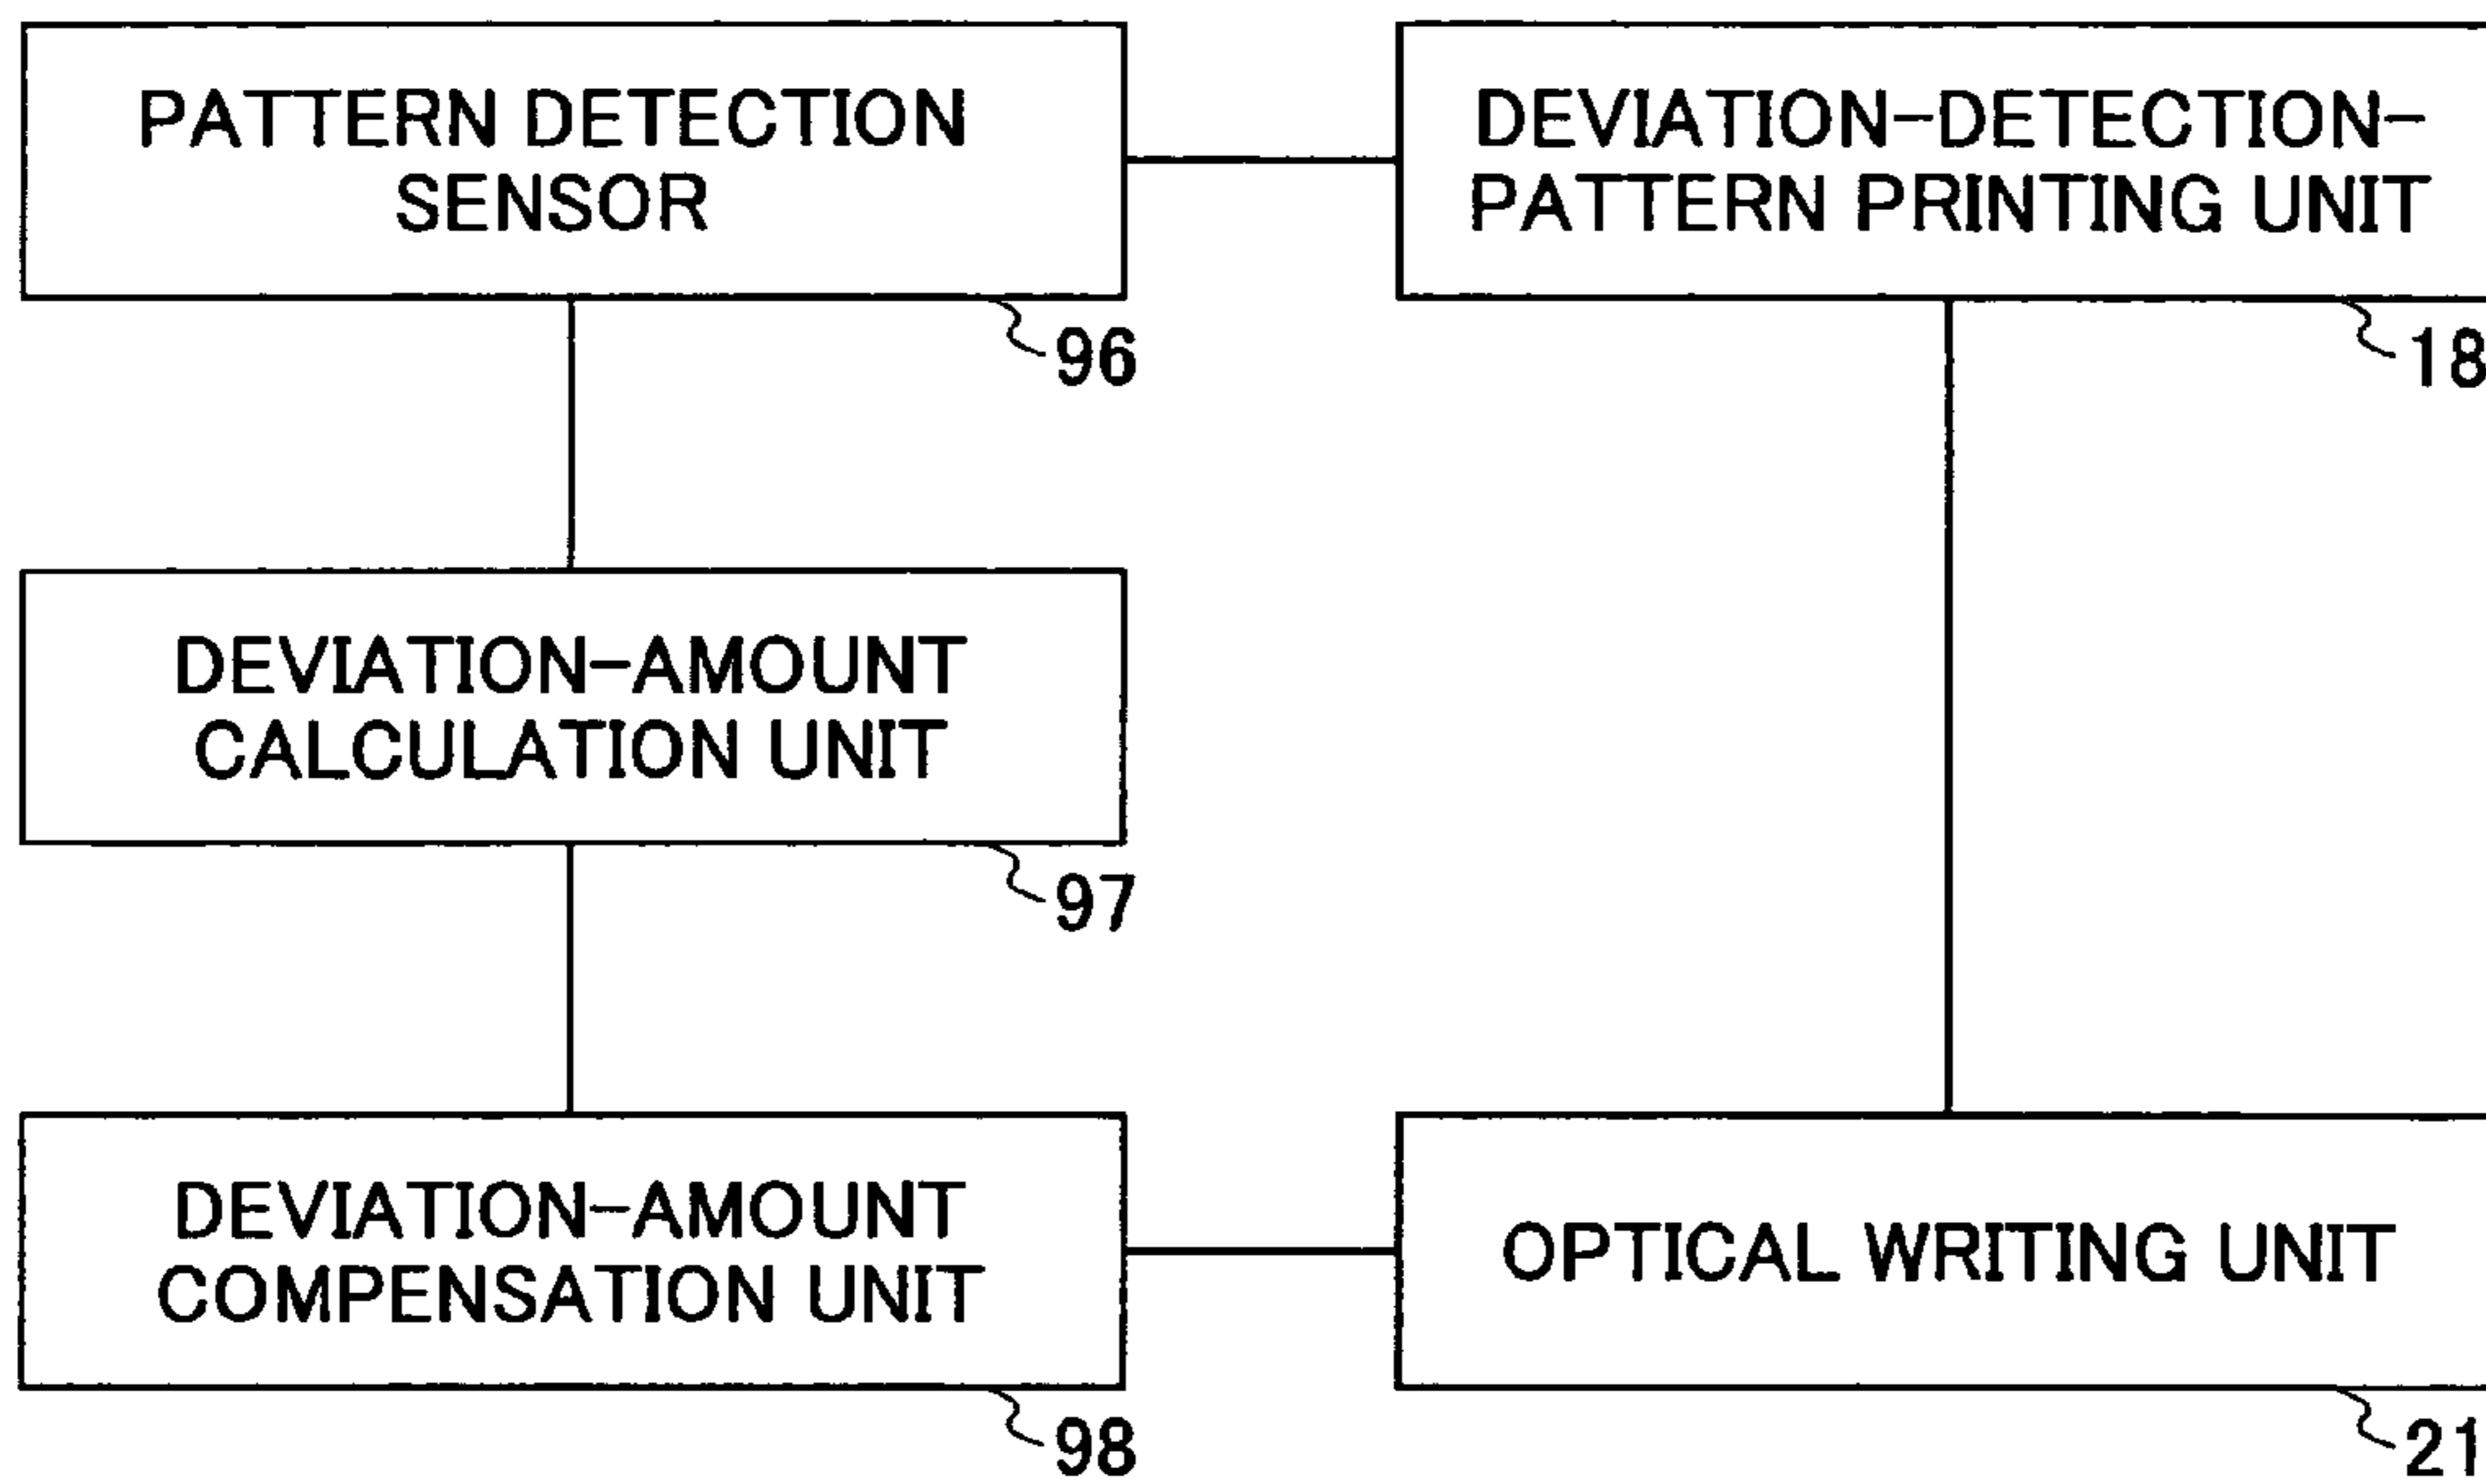 PATTERN DETECTION
SENSOR
96
DEVIATION-DETECTION-
PATTERN PRINTING UNIT
18
DEVIATION-AMOUNT
CALCULATION UNIT
97
DEVIATION-AMOUNT
COMPENSATION UNIT
98
OPTICAL WRITING UNIT
21